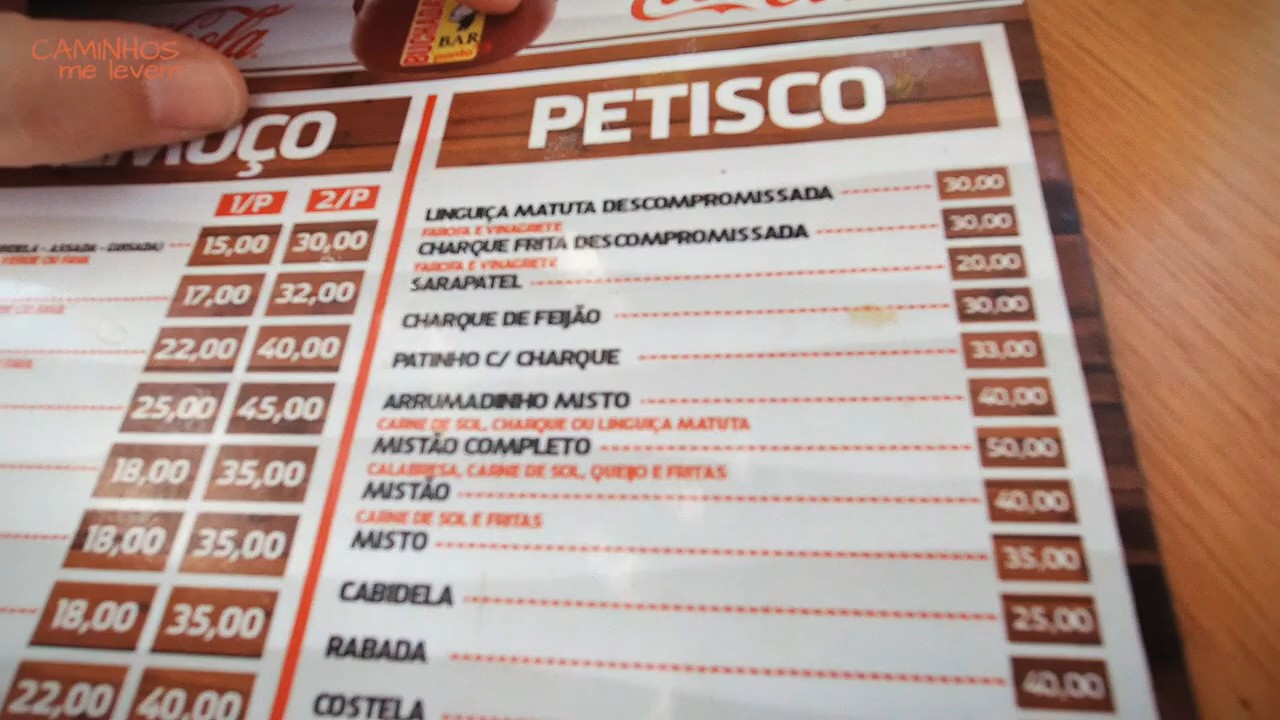 CAMINHOS
me levem
BUCHADA
BAR
PETISCO
1/P 2/P
15,00 30,00
17,00 32,00
22,00 40,00
25,00 45,00
18,00 35,00
18,00 35,00
18,00 35,00
22,00 40,00
LINGUIÇA MATUTA DESCOMPROMISSADA 30,00
FAROFA E VINAGRETE
CHARQUE FRITA DESCOMPROMISSADA 30,00
FAROFA E VINAGRETE
SARAPATEL 20,00
CHARQUE DE FEIJÃO 30,00
PATINHO C/ CHARQUE 33,00
ARRUMADINHO MISTO 40,00
CARNE DE SOL, CHARQUE OU LINGUIÇA MATUTA
MISTÃO COMPLETO 50,00
CALABRESA, CARNE DE SOL, QUEIJO E FRITAS
MISTÃO 40,00
CARNE DE SOL E FRITAS
MISTO 35,00
CABIDELA 25,00
RABADA 40,00
COSTELA